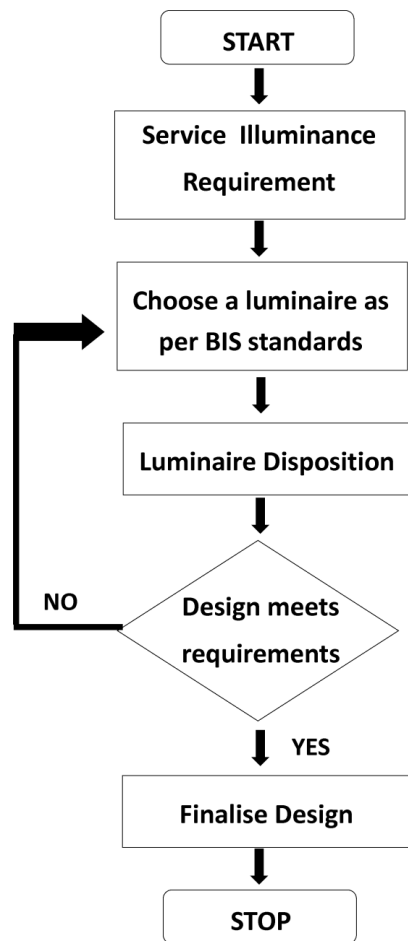 START
Service Illuminance
Requirement
Choose a luminaire as
per BIS standards
Luminaire Disposition
NO
Design meets
requirements
YES
Finalise Design
STOP